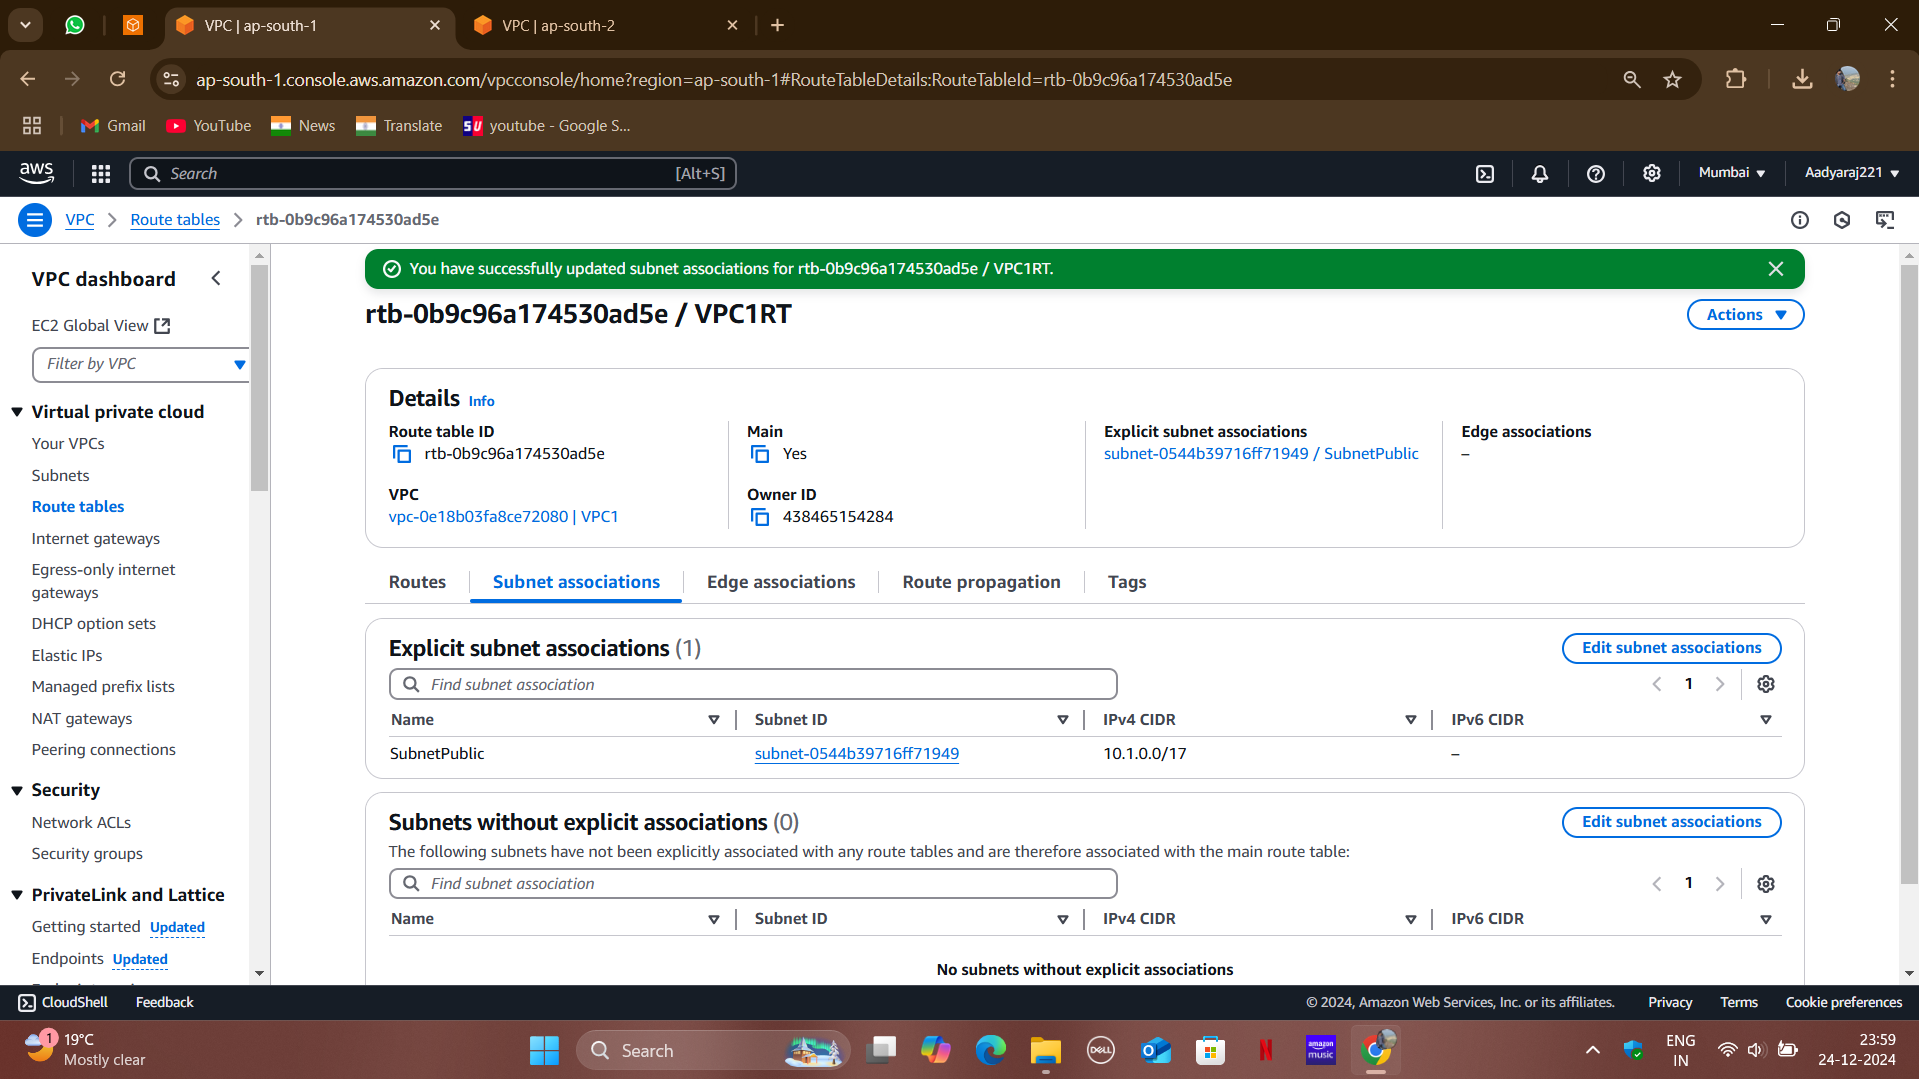 VPC | ap-south-1
VPC | ap-south-2
ap-south-1.console.aws.amazon.com/vpcconsole/home?region=ap-south-1#RouteTableDetails:RouteTableId=rtb-0b9c96a174530ad5e
Gmail
YouTube
News
Translate
SU
youtube - Google S...
aws
Search
[Alt+S]
Mumbai
Aadyaraj221
VPC
Route tables
rtb-0b9c96a174530ad5e
VPC dashboard
EC2 Global View
Filter by VPC
Virtual private cloud
Your VPCs
Subnets
Route tables
Internet gateways
Egress-only internet
gateways
DHCP option sets
Elastic IPs
Managed prefix lists
NAT gateways
Peering connections
Security
Network ACLs
Security groups
PrivateLink and Lattice
Getting started Updated
Endpoints Updated
You have successfully updated subnet associations for rtb-0b9c96a174530ad5e / VPC1RT.
rtb-0b9c96a174530ad5e / VPC1RT
Actions
Details Info
Route table ID
rtb-0b9c96a174530ad5e
Main
Yes
Explicit subnet associations
subnet-0544b39716ff71949 / SubnetPublic
Edge associations
–
VPC
vpc-0e18b03fa8ce72080 | VPC1
Owner ID
438465154284
Routes
Subnet associations
Edge associations
Route propagation
Tags
Explicit subnet associations (1)
Edit subnet associations
Find subnet association
1
Name
Subnet ID
IPv4 CIDR
IPv6 CIDR
SubnetPublic
subnet-0544b39716ff71949
10.1.0.0/17
–
Subnets without explicit associations (0)
Edit subnet associations
The following subnets have not been explicitly associated with any route tables and are therefore associated with the main route table:
Find subnet association
1
Name
Subnet ID
IPv4 CIDR
IPv6 CIDR
No subnets without explicit associations
CloudShell
Feedback
© 2024, Amazon Web Services, Inc. or its affiliates.
Privacy
Terms
Cookie preferences
1
19°C
Mostly clear
Search
DELL
amazon
music
ENG
IN
23:59
24-12-2024